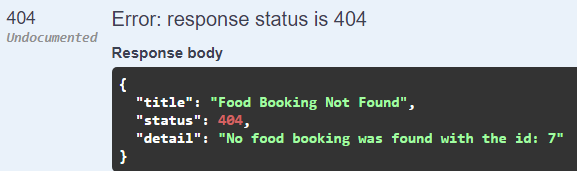 404
Undocumented
Error: response status is 404
Response body
{
  "title": "Food Booking Not Found",
  "status": 404,
  "detail": "No food booking was found with the id: 7"
}